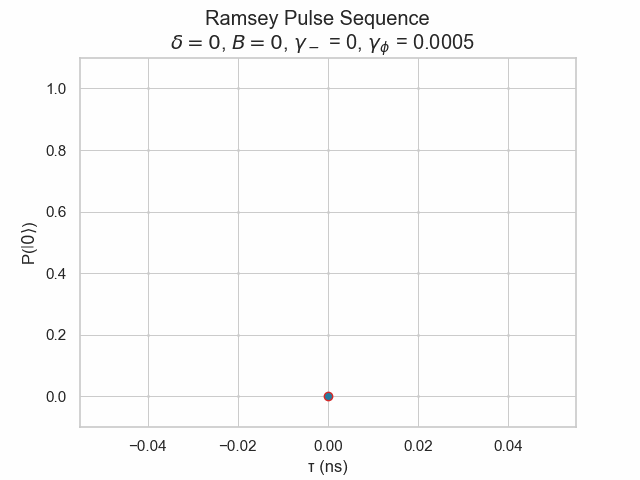 Ramsey Pulse Sequence
δ = 0, B = 0, γ₋ = 0, γ_ϕ = 0.0005
1.0
0.8
0.6
0.4
0.2
0.0
P(|0⟩)
−0.04 −0.02 0.00 0.02 0.04
τ (ns)